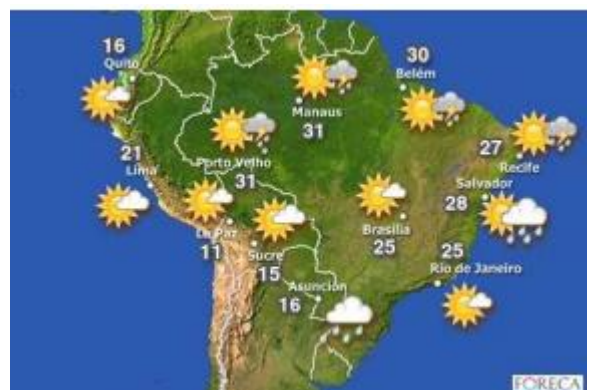 16
Quito
30
Belém
Manaus
31
27
Recife
21
Lima
Porto Velho
31
Salvador
28
La Paz
11
Brasilia
25
Sucre
15
25
Rio de Janeiro
Asunción
16
FORECA